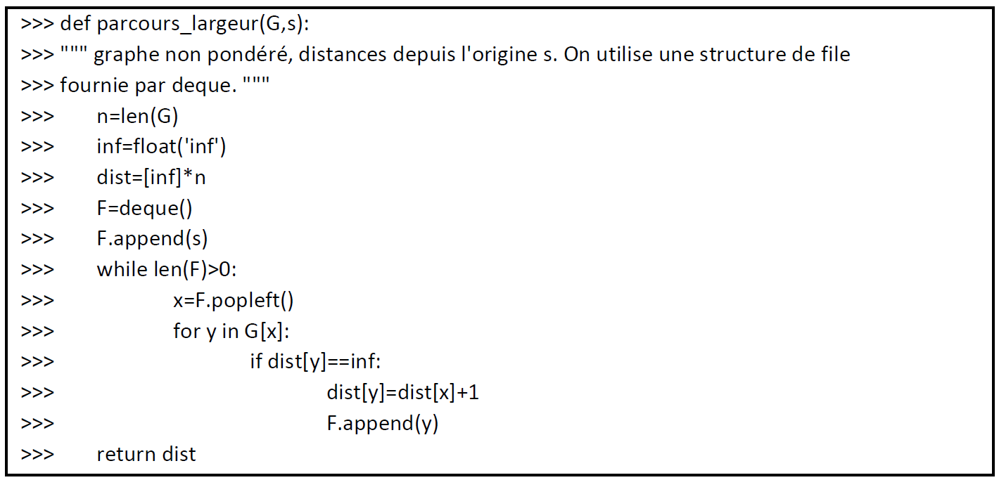 >>> def parcours_largeur(G,s):
>>> """ graphe non pondéré, distances depuis l'origine s. On utilise une structure de file
>>> fournie par deque. """
>>> n=len(G)
>>> inf=float('inf')
>>> dist=[inf]*n
>>> F=deque()
>>> F.append(s)
>>> while len(F)>0:
>>> x=F.popleft()
>>> for y in G[x]:
>>> if dist[y]==inf:
>>> dist[y]=dist[x]+1
>>> F.append(y)
>>> return dist